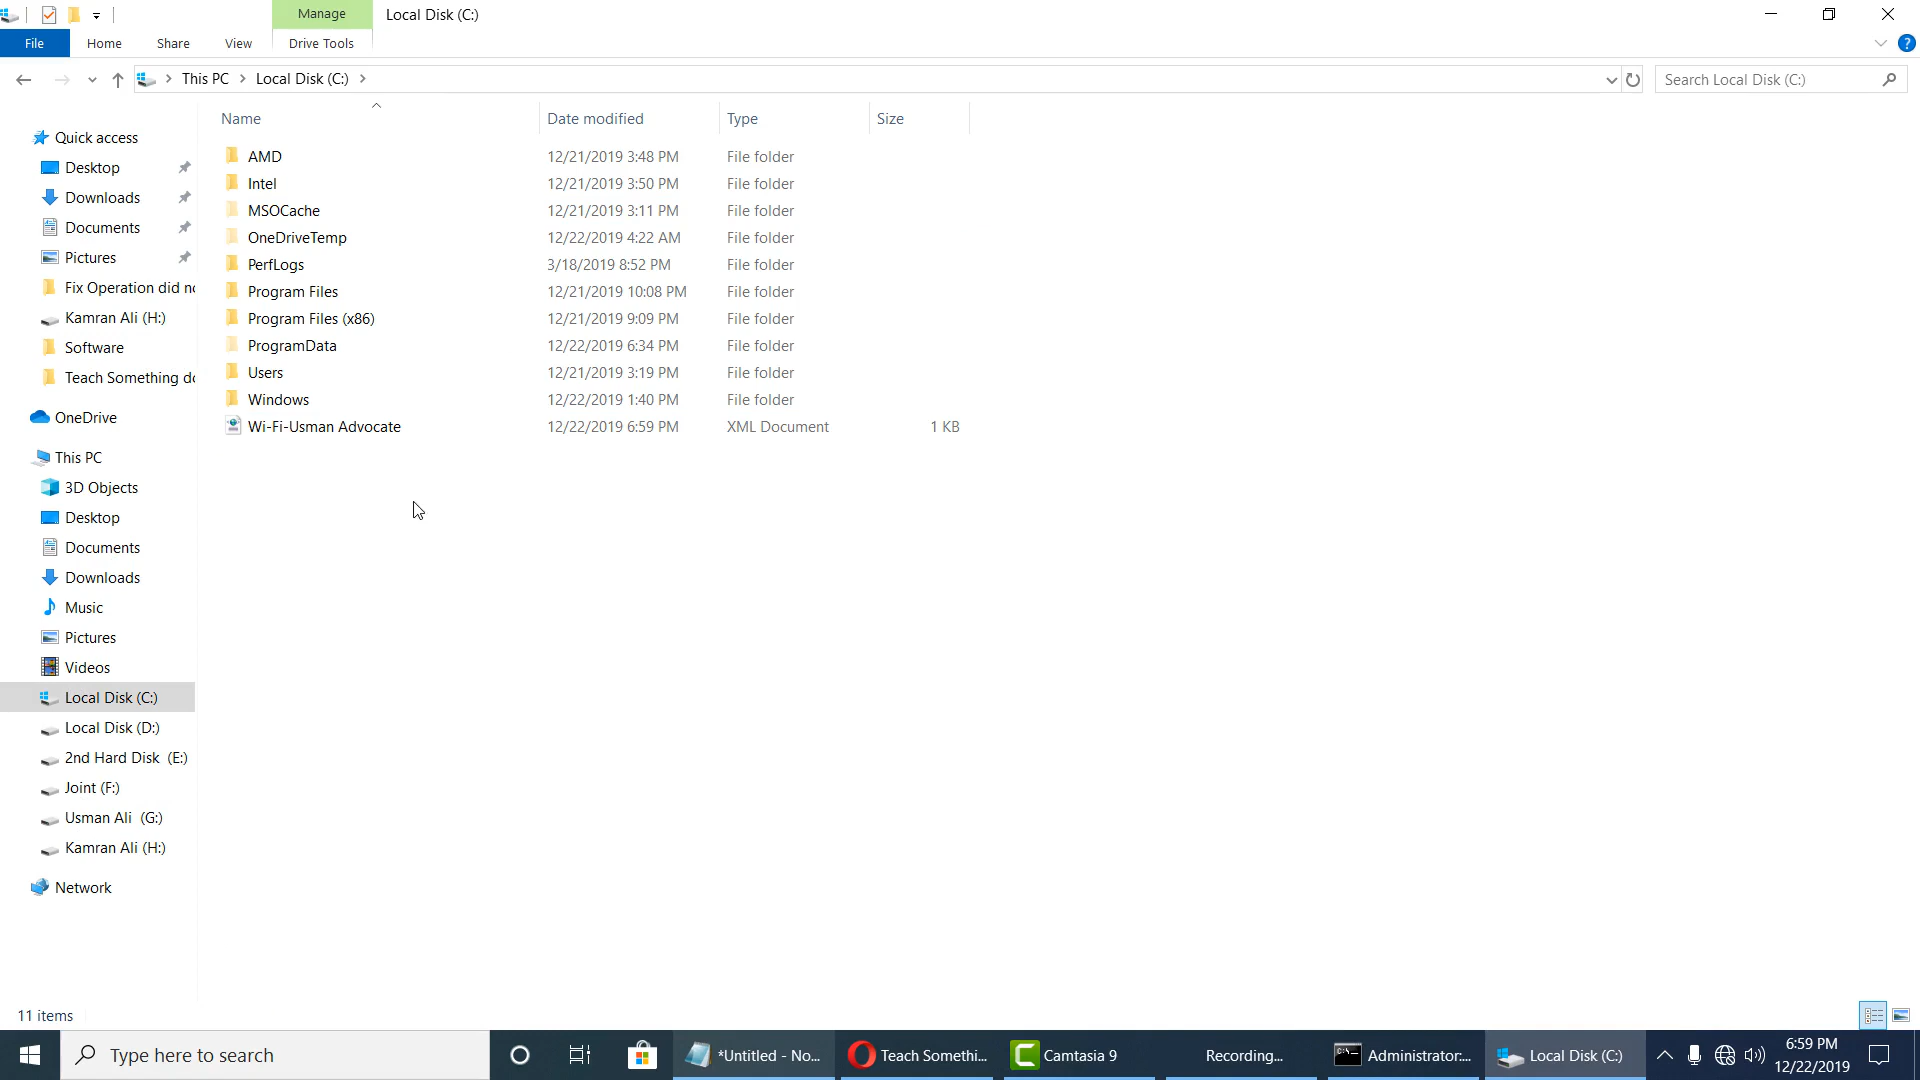 Manage
Local Disk (C:)
File
Home
Share
View
Drive Tools
?
This PC
Local Disk (C:)
Search Local Disk (C:)
Name
Date modified
Type
Size
Quick access
Desktop
Downloads
Documents
Pictures
Fix Operation did no
Kamran Ali (H:)
Software
Teach Something do
OneDrive
This PC
3D Objects
Desktop
Documents
Downloads
Music
Pictures
Videos
Local Disk (C:)
Local Disk (D:)
2nd Hard Disk (E:)
Joint (F:)
Usman Ali (G:)
Kamran Ali (H:)
Network
AMD 12/21/2019 3:48 PM File folder
Intel 12/21/2019 3:50 PM File folder
MSOCache 12/21/2019 3:11 PM File folder
OneDriveTemp 12/22/2019 4:22 AM File folder
PerfLogs 3/18/2019 8:52 PM File folder
Program Files 12/21/2019 10:08 PM File folder
Program Files (x86) 12/21/2019 9:09 PM File folder
ProgramData 12/22/2019 6:34 PM File folder
Users 12/21/2019 3:19 PM File folder
Windows 12/22/2019 1:40 PM File folder
Wi-Fi-Usman Advocate 12/22/2019 6:59 PM XML Document 1 KB
11 items
Type here to search
*Untitled - No...
Teach Somethi...
Camtasia 9
Recording...
Administrator:...
Local Disk (C:)
6:59 PM
12/22/2019